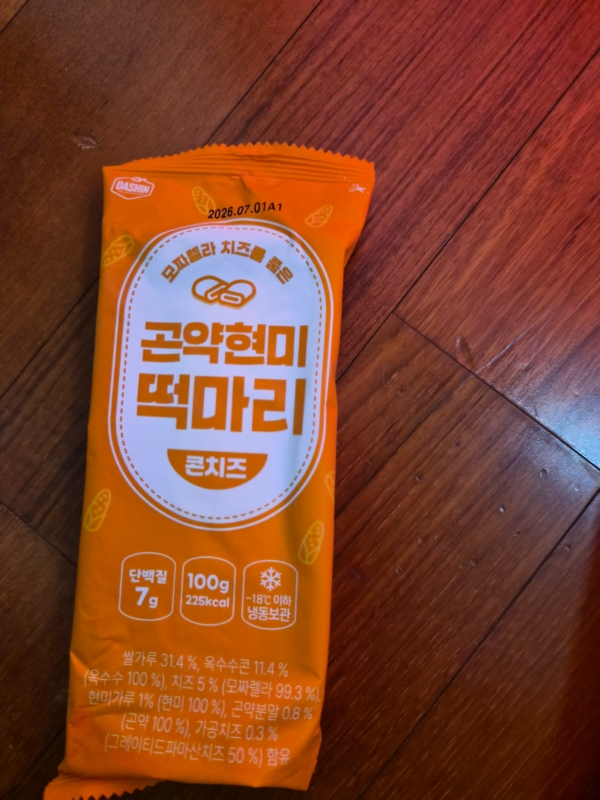 DASHIN
2026.07.01A1
모짜렐라 치즈를 품은
곤약현미
떡마리
콘치즈
단백질
7g
100g
225kcal
-18℃ 이하
냉동보관
쌀가루 31.4 %, 옥수수콘 11.4 %
(옥수수 100 %), 치즈 5 % (모짜렐라 99.3 %),
현미가루 1% (현미 100 %), 곤약분말 0.8 %
(곤약 100 %), 가공치즈 0.3 %
(그레이티드파마산치즈 50 %) 함유